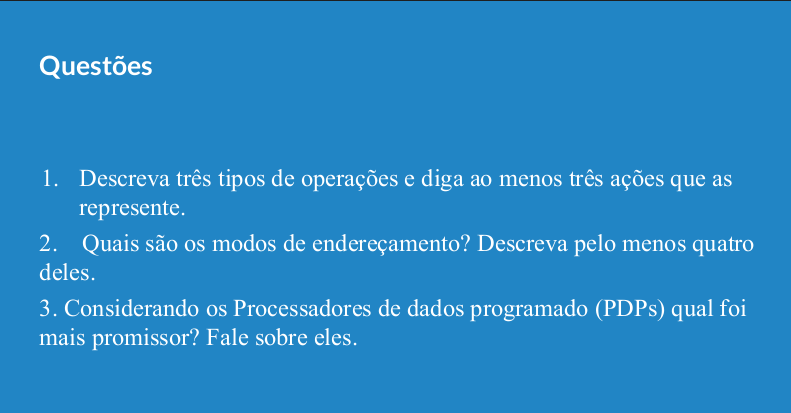 Questões
1. Descreva três tipos de operações e diga ao menos três ações que as
represente.
2. Quais são os modos de endereçamento? Descreva pelo menos quatro
deles.
3. Considerando os Processadores de dados programado (PDPs) qual foi
mais promissor? Fale sobre eles.